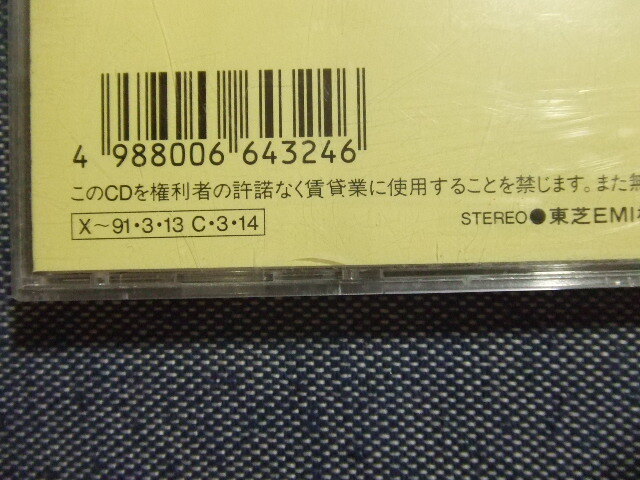 4 988006 643246
このCDを権利者の許諾なく賃貸業に使用することを禁じます。また無
X〜91・3・13 C・3・14
STEREO●東芝EMI